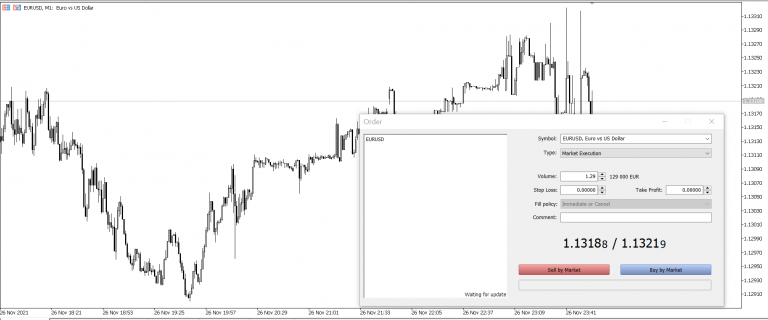 EURUSD, M1: Euro vs US Dollar
1.13310
1.13290
1.13270
1.13250
1.13230
1.13210
1.13170
1.13150
1.13130
1.13110
1.13090
1.13070
1.13050
1.13030
1.13010
1.12990
1.12970
1.12950
1.12930
1.12910
Order
EURUSD
Waiting for update
Symbol: EURUSD, Euro vs US Dollar
Type: Market Execution
Volume: 1.29 129 000 EUR
Stop Loss: 0.00000 Take Profit: 0.00000
Fill policy: Immediate or Cancel
Comment:
1.13188 / 1.13219
Sell by Market Buy by Market
26 Nov 2021 26 Nov 18:21 26 Nov 18:53 26 Nov 19:25 26 Nov 19:57 26 Nov 20:29 26 Nov 21:01 26 Nov 21:33 26 Nov 22:05 26 Nov 22:37 26 Nov 23:09 26 Nov 23:41